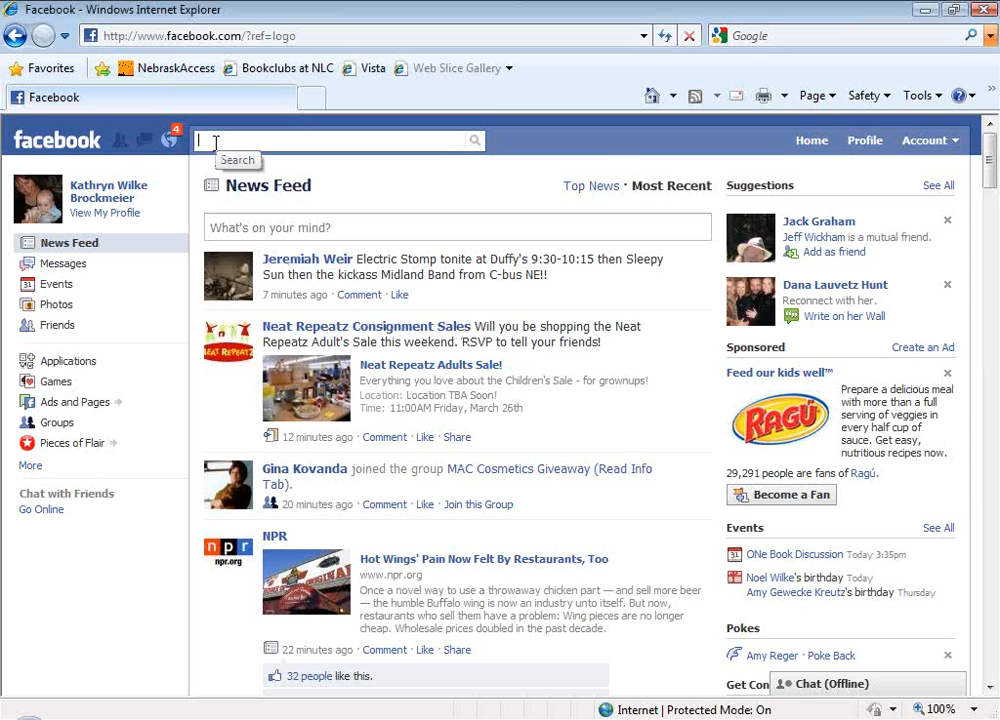 Facebook - Windows Internet Explorer
http://www.facebook.com/?ref=logo
Google
Favorites
NebraskAccess
Bookclubs at NLC
Vista
Web Slice Gallery
Facebook
Page
Safety
Tools
facebook
4
Search
Home
Profile
Account
Kathryn Wilke
Brockmeier
View My Profile
News Feed
Messages
Events
Photos
Friends
Applications
Games
Ads and Pages
Groups
Pieces of Flair
More
Chat with Friends
Go Online
News Feed
Top News · Most Recent
What's on your mind?
Jeremiah Weir Electric Stomp tonite at Duffy's 9:30-10:15 then Sleepy
Sun then the kickass Midland Band from C-bus NE!!
7 minutes ago · Comment · Like
NEAT REPEATZ
Neat Repeatz Consignment Sales Will you be shopping the Neat
Repeatz Adult's Sale this weekend. RSVP to tell your friends!
Neat Repeatz Adults Sale!
Everything you love about the Children's Sale - for grownups!
Location: Location TBA Soon!
Time: 11:00AM Friday, March 26th
12 minutes ago · Comment · Like · Share
Gina Kovanda joined the group MAC Cosmetics Giveaway (Read Info
Tab).
20 minutes ago · Comment · Like · Join this Group
n p r
npr.org
NPR
Hot Wings' Pain Now Felt By Restaurants, Too
www.npr.org
Once a novel way to use a throwaway chicken part — and sell more beer
— the humble Buffalo wing is now an industry unto itself. But now,
restaurants who sell them have a problem: Wing pieces are no longer
cheap. Wholesale prices doubled in the past decade.
22 minutes ago · Comment · Like · Share
32 people like this.
Suggestions
See All
Jack Graham
Jeff Wickham is a mutual friend.
Add as friend
Dana Lauvetz Hunt
Reconnect with her.
Write on her Wall
Sponsored
Create an Ad
Feed our kids well™
RAGÚ
Prepare a delicious meal
with more than a full
serving of veggies in
every half cup of
sauce. Get easy,
nutritious recipes now.
29,291 people are fans of Ragú.
Become a Fan
Events
See All
31
ONe Book Discussion Today 3:35pm
Noel Wilke's birthday Today
Amy Gewecke Kreutz's birthday Thursday
Pokes
Amy Reger · Poke Back
Get Con
Chat (Offline)
Internet | Protected Mode: On
100%